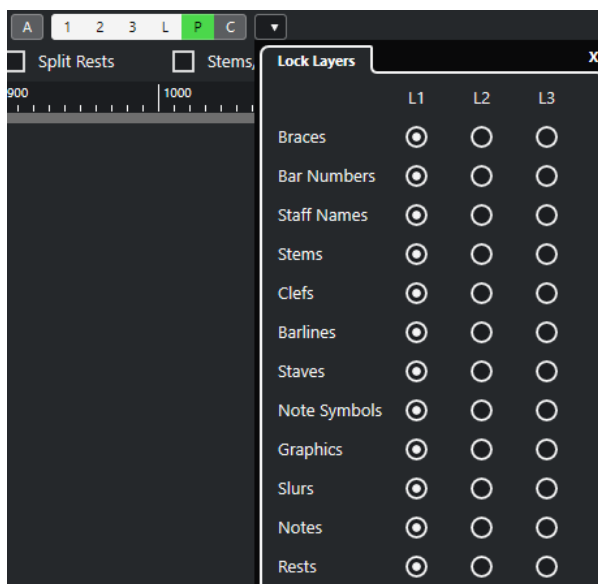 A 1 2 3 L P C
Split Rests Stems/
Lock Layers X
900 1000
L1 L2 L3
Braces
Bar Numbers
Staff Names
Stems
Clefs
Barlines
Staves
Note Symbols
Graphics
Slurs
Notes
Rests